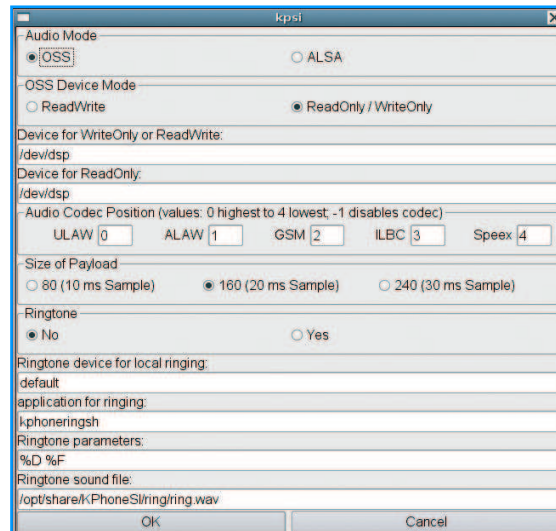 kpsi
Audio Mode
OSS ALSA
OSS Device Mode
ReadWrite ReadOnly / WriteOnly
Device for WriteOnly or ReadWrite:
/dev/dsp
Device for ReadOnly:
/dev/dsp
Audio Codec Position (values: 0 highest to 4 lowest; -1 disables codec)
ULAW 0 ALAW 1 GSM 2 ILBC 3 Speex 4
Size of Payload
80 (10 ms Sample) 160 (20 ms Sample) 240 (30 ms Sample)
Ringtone
No Yes
Ringtone device for local ringing:
default
application for ringing:
kphoneringsh
Ringtone parameters:
%D %F
Ringtone sound file:
/opt/share/KPhoneSI/ring/ring.wav
OK Cancel